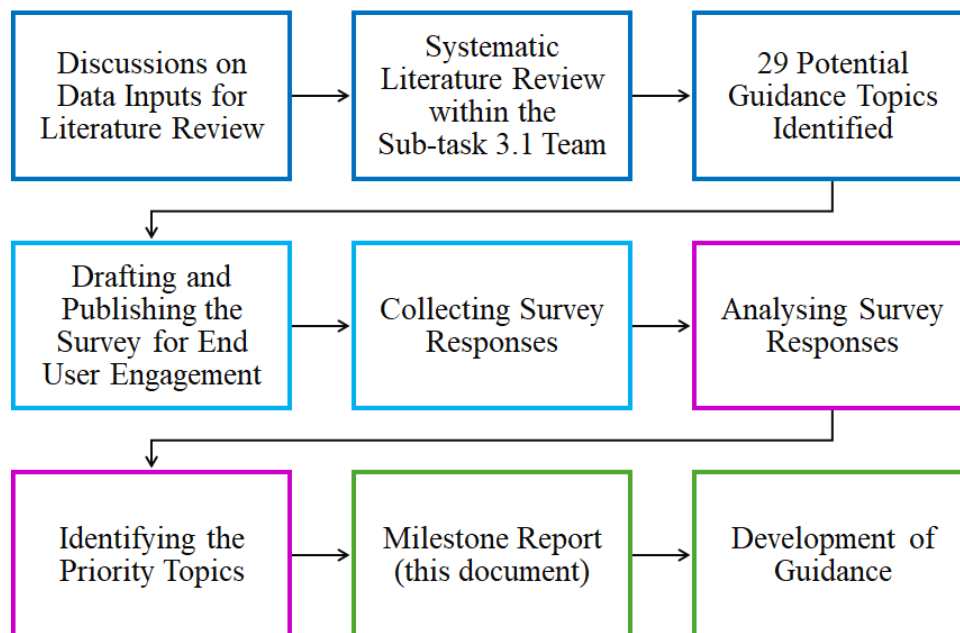 Discussions on
Data Inputs for
Literature Review
Systematic
Literature Review
within the
Sub-task 3.1 Team
29 Potential
Guidance Topics
Identified
Drafting and
Publishing the
Survey for End
User Engagement
Collecting Survey
Responses
Analysing Survey
Responses
Identifying the
Priority Topics
Milestone Report
(this document)
Development of
Guidance